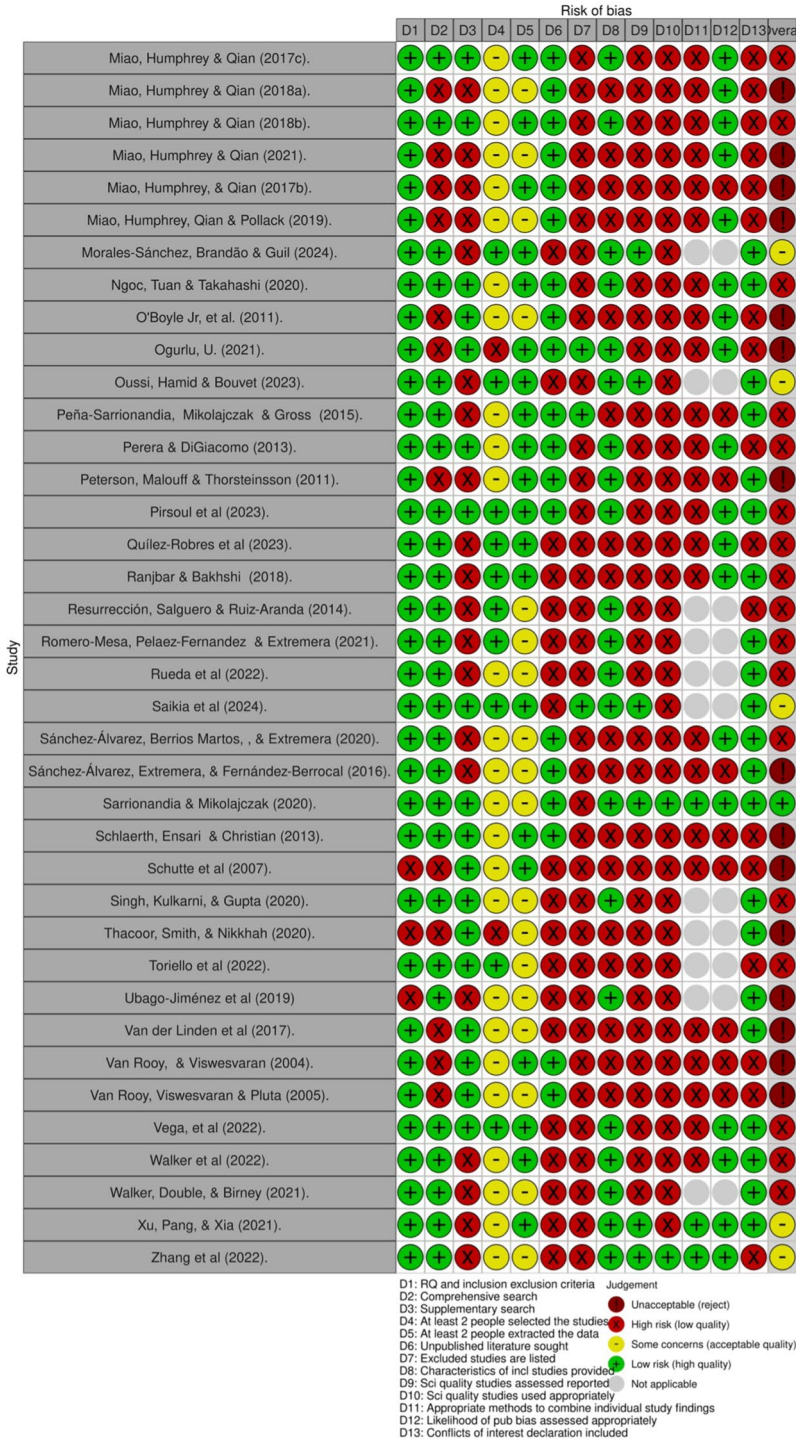 Risk of bias
D1 D2 D3 D4 D5 D6 D7 D8 D9 D10 D11 D12 D13 Overall
Study
Miao, Humphrey & Qian (2017c). + + + - + + X + X X X + X X
Miao, Humphrey & Qian (2018a). + X X - - + X X X X X + X !
Miao, Humphrey & Qian (2018b). + + + - + + X + X X X + X X
Miao, Humphrey & Qian (2021). + X X - - + X X X X X + X !
Miao, Humphrey, & Qian (2017b). + X X - + + X X X X X X X !
Miao, Humphrey, Qian & Pollack (2019). + X X - - + X X X X X + X !
Morales-Sánchez, Brandão & Guil (2024). + + X + + X X + + X + -
Ngoc, Tuan & Takahashi (2020). + + + - + + X + X X X + + X
O'Boyle Jr, et al. (2011). + X + - - + X X X X X + X !
Ogurlu, U. (2021). + X + X + + + + X X X + X !
Oussi, Hamid & Bouvet (2023). + + X + + X X + + X + -
Peña-Sarrionandia, Mikolajczak & Gross (2015). + + X - + + + X X X X X + X
Perera & DiGiacomo (2013). + + + - + + X + X X X + X X
Peterson, Malouff & Thorsteinsson (2011). + X X - + + X + X X X X + !
Pirsoul et al (2023). + + + + + + X + X X X + + X
Quílez-Robres et al (2023). + + X + + X X X X X X + X X
Ranjbar & Bakhshi (2018). + + X + + X X X X X X + + X
Resurrección, Salguero & Ruiz-Aranda (2014). + + X + - X X + X X X X
Romero-Mesa, Pelaez-Fernandez & Extremera (2021). + + X + - X X + X X + X
Rueda et al (2022). + + X - - X X + X X + X
Saikia et al (2024). + + + + + X + + + X + -
Sánchez-Álvarez, Berrios Martos, , & Extremera (2020). + + X - - + X X X X X + + X
Sánchez-Álvarez, Extremera, & Fernández-Berrocal (2016). + + X - - + X X X X X X + !
Sarrionandia & Mikolajczak (2020). + + + - - + X + + + + + + +
Schlaerth, Ensari & Christian (2013). + + + - + + X X X X X X X !
Schutte et al (2007). X X + - + X X X X X X X X !
Singh, Kulkarni, & Gupta (2020). + + + - - X X + X X + X
Thacoor, Smith, & Nikkhah (2020). X X + X - X X X X X + !
Toriello et al (2022). + + + + - X X X X X X X
Ubago-Jiménez et al (2019) X + X - - X X + X X + !
Van der Linden et al (2017). + X + - - X X X X X X X + !
Van Rooy, & Viswesvaran (2004). + X + - + + X X X X X X X !
Van Rooy, Viswesvaran & Pluta (2005). + X + - - + X X X X X X X !
Vega, et al (2022). + + + + + X X + X X X + + X
Walker et al (2022). + + X - + X X + X X X + + X
Walker, Double, & Birney (2021). + + X - - X X + X X + X
Xu, Pang, & Xia (2021). + + X - + X X + + X + + + -
Zhang et al (2022). + + X - - X X + + + + + X -
D1: RQ and inclusion exclusion criteria
D2: Comprehensive search
D3: Supplementary search
D4: At least 2 people selected the studies
D5: At least 2 people extracted the data
D6: Unpublished literature sought
D7: Excluded studies are listed
D8: Characteristics of incl studies provided
D9: Sci quality studies assessed reported
D10: Sci quality studies used appropriately
D11: Appropriate methods to combine individual study findings
D12: Likelihood of pub bias assessed appropriately
D13: Conflicts of interest declaration included
Judgement
! Unacceptable (reject)
X High risk (low quality)
- Some concerns (acceptable quality)
+ Low risk (high quality)
Not applicable